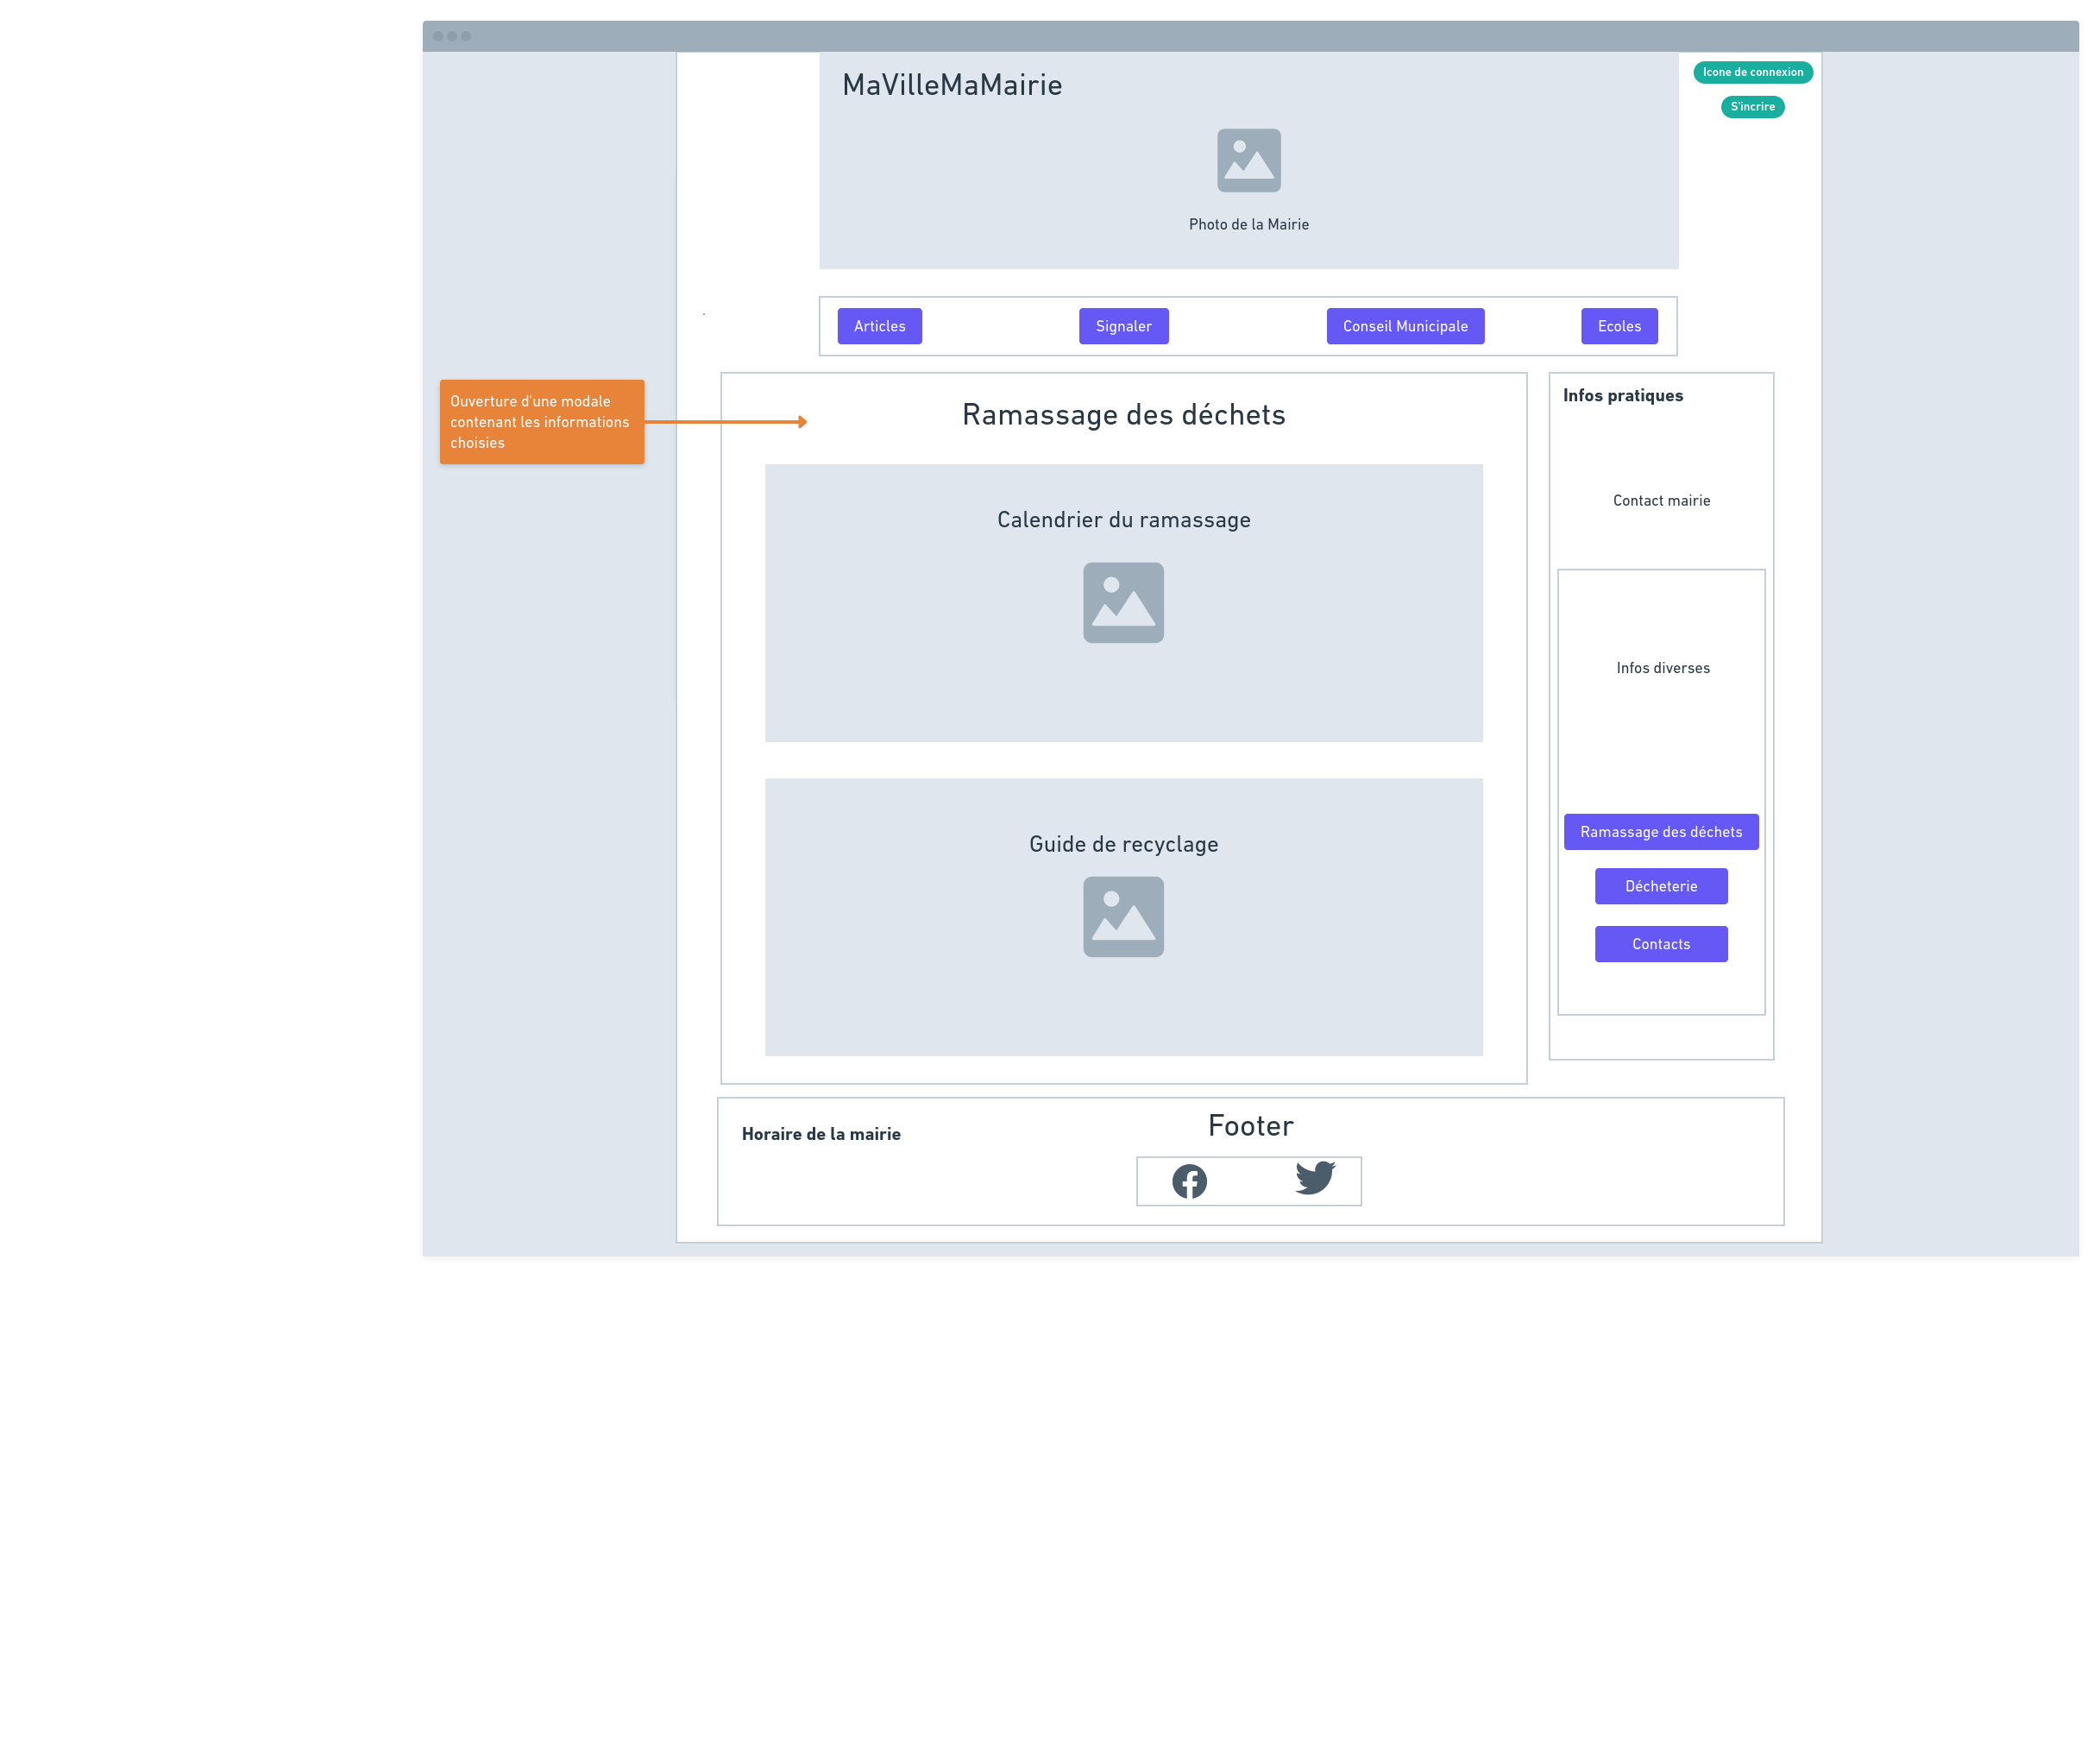 MaVilleMaMairie
Icone de connexion
S'incrire
Photo de la Mairie
Articles
Signaler
Conseil Municipale
Ecoles
Ouverture d'une modale
contenant les informations
choisies
Ramassage des déchets
Calendrier du ramassage
Guide de recyclage
Infos pratiques
Contact mairie
Infos diverses
Ramassage des déchets
Décheterie
Contacts
Footer
Horaire de la mairie